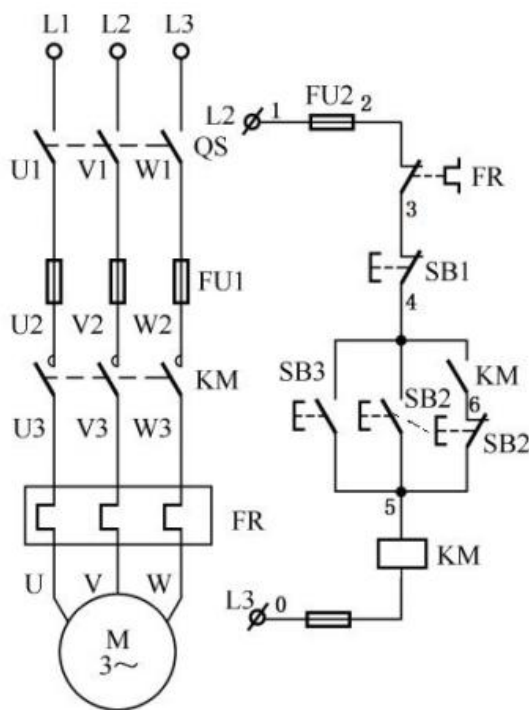 L1 L2 L3
L2 1 FU2 2
U1 V1 W1 QS
FR
3
SB1
4
FU1
U2 V2 W2
KM
SB3 SB2 KM
6
SB2
U3 V3 W3
5
FR
KM
U V W
L3 0
M
3～